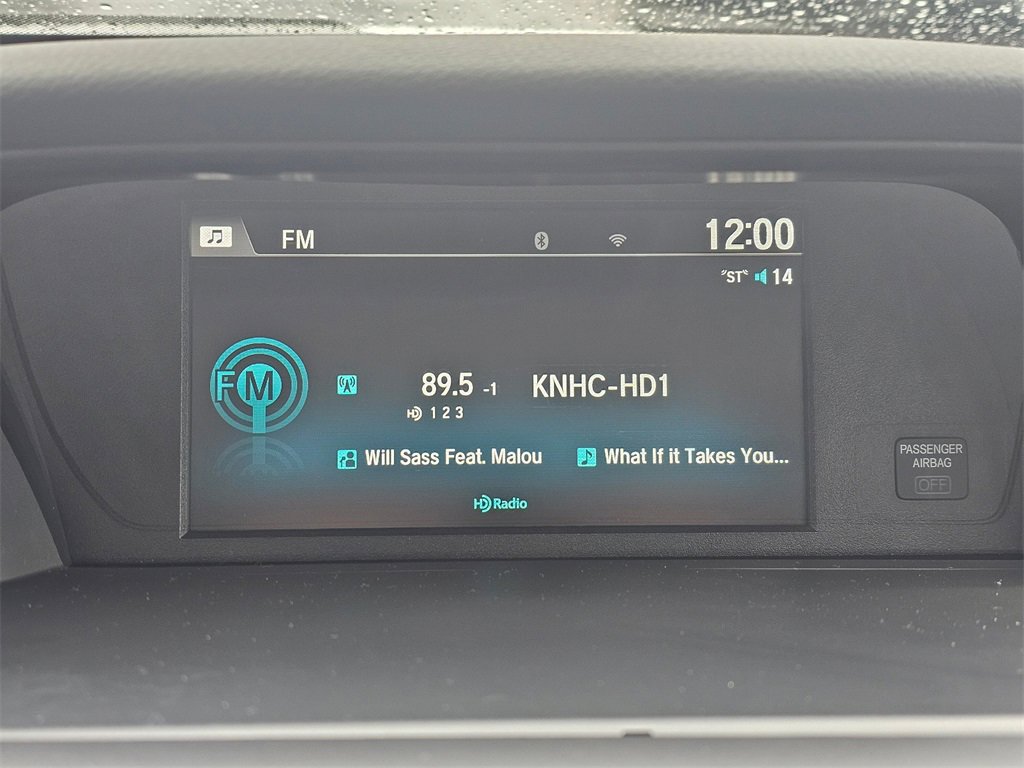 FM 12:00
"ST" 14
FM 89.5 -1 KNHC-HD1
HD 1 2 3
Will Sass Feat. Malou What If it Takes You...
HD Radio
PASSENGER
AIRBAG
OFF